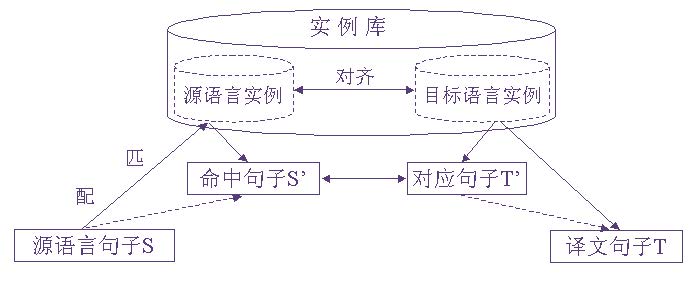 实例库
源语言实例
对齐
目标语言实例
匹
配
命中句子S’
对应句子T’
源语言句子S
译文句子T